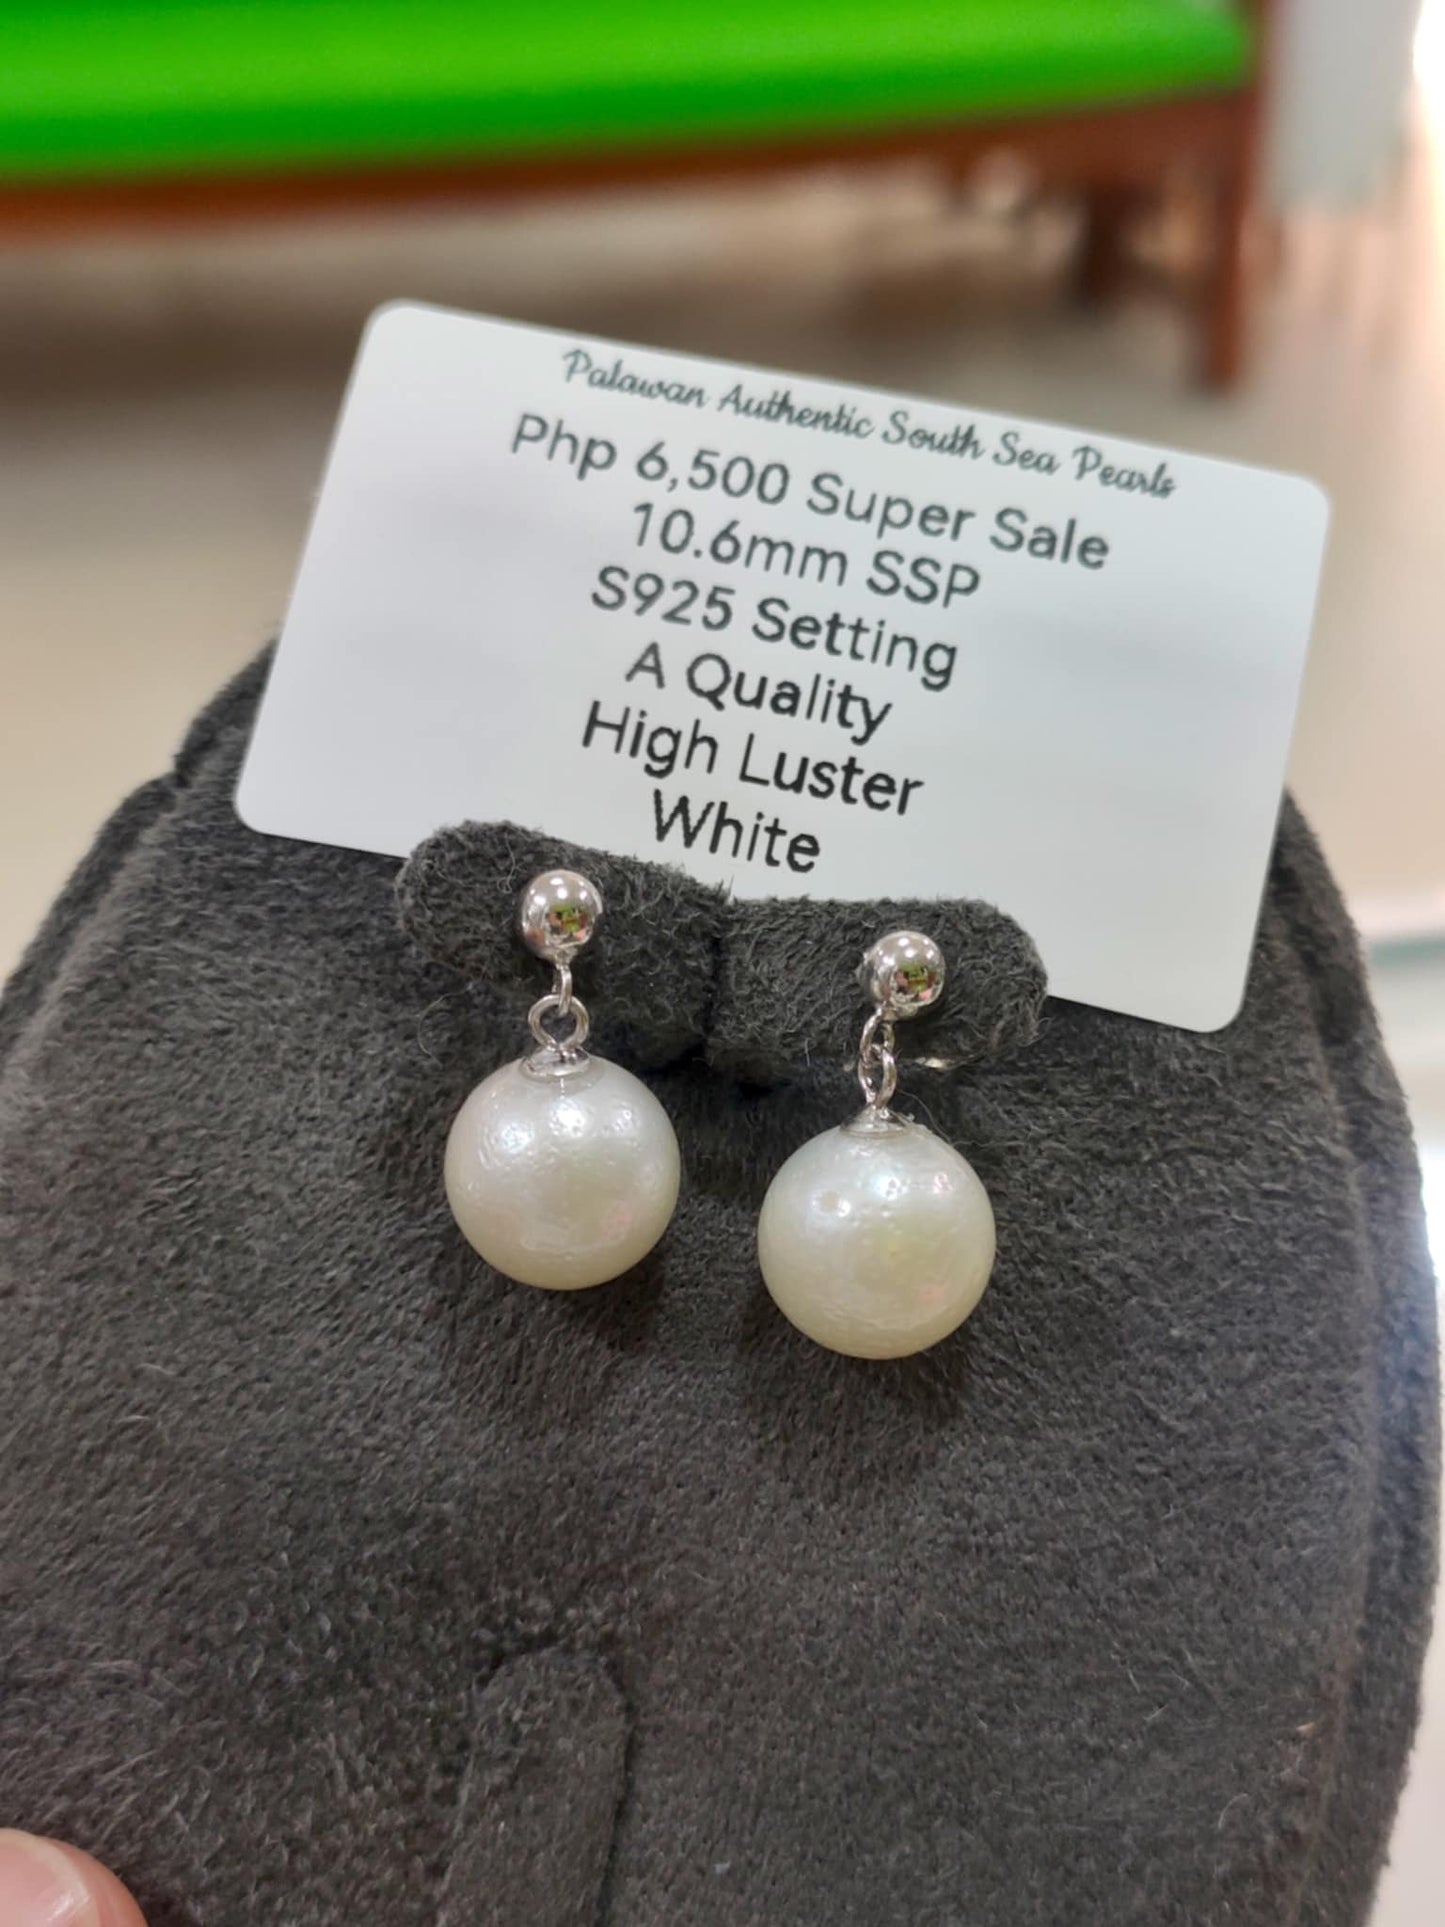 Palawan Authentic South Sea Pearls
Php 6,500 Super Sale
10.6mm SSP
S925 Setting
A Quality
High Luster
White